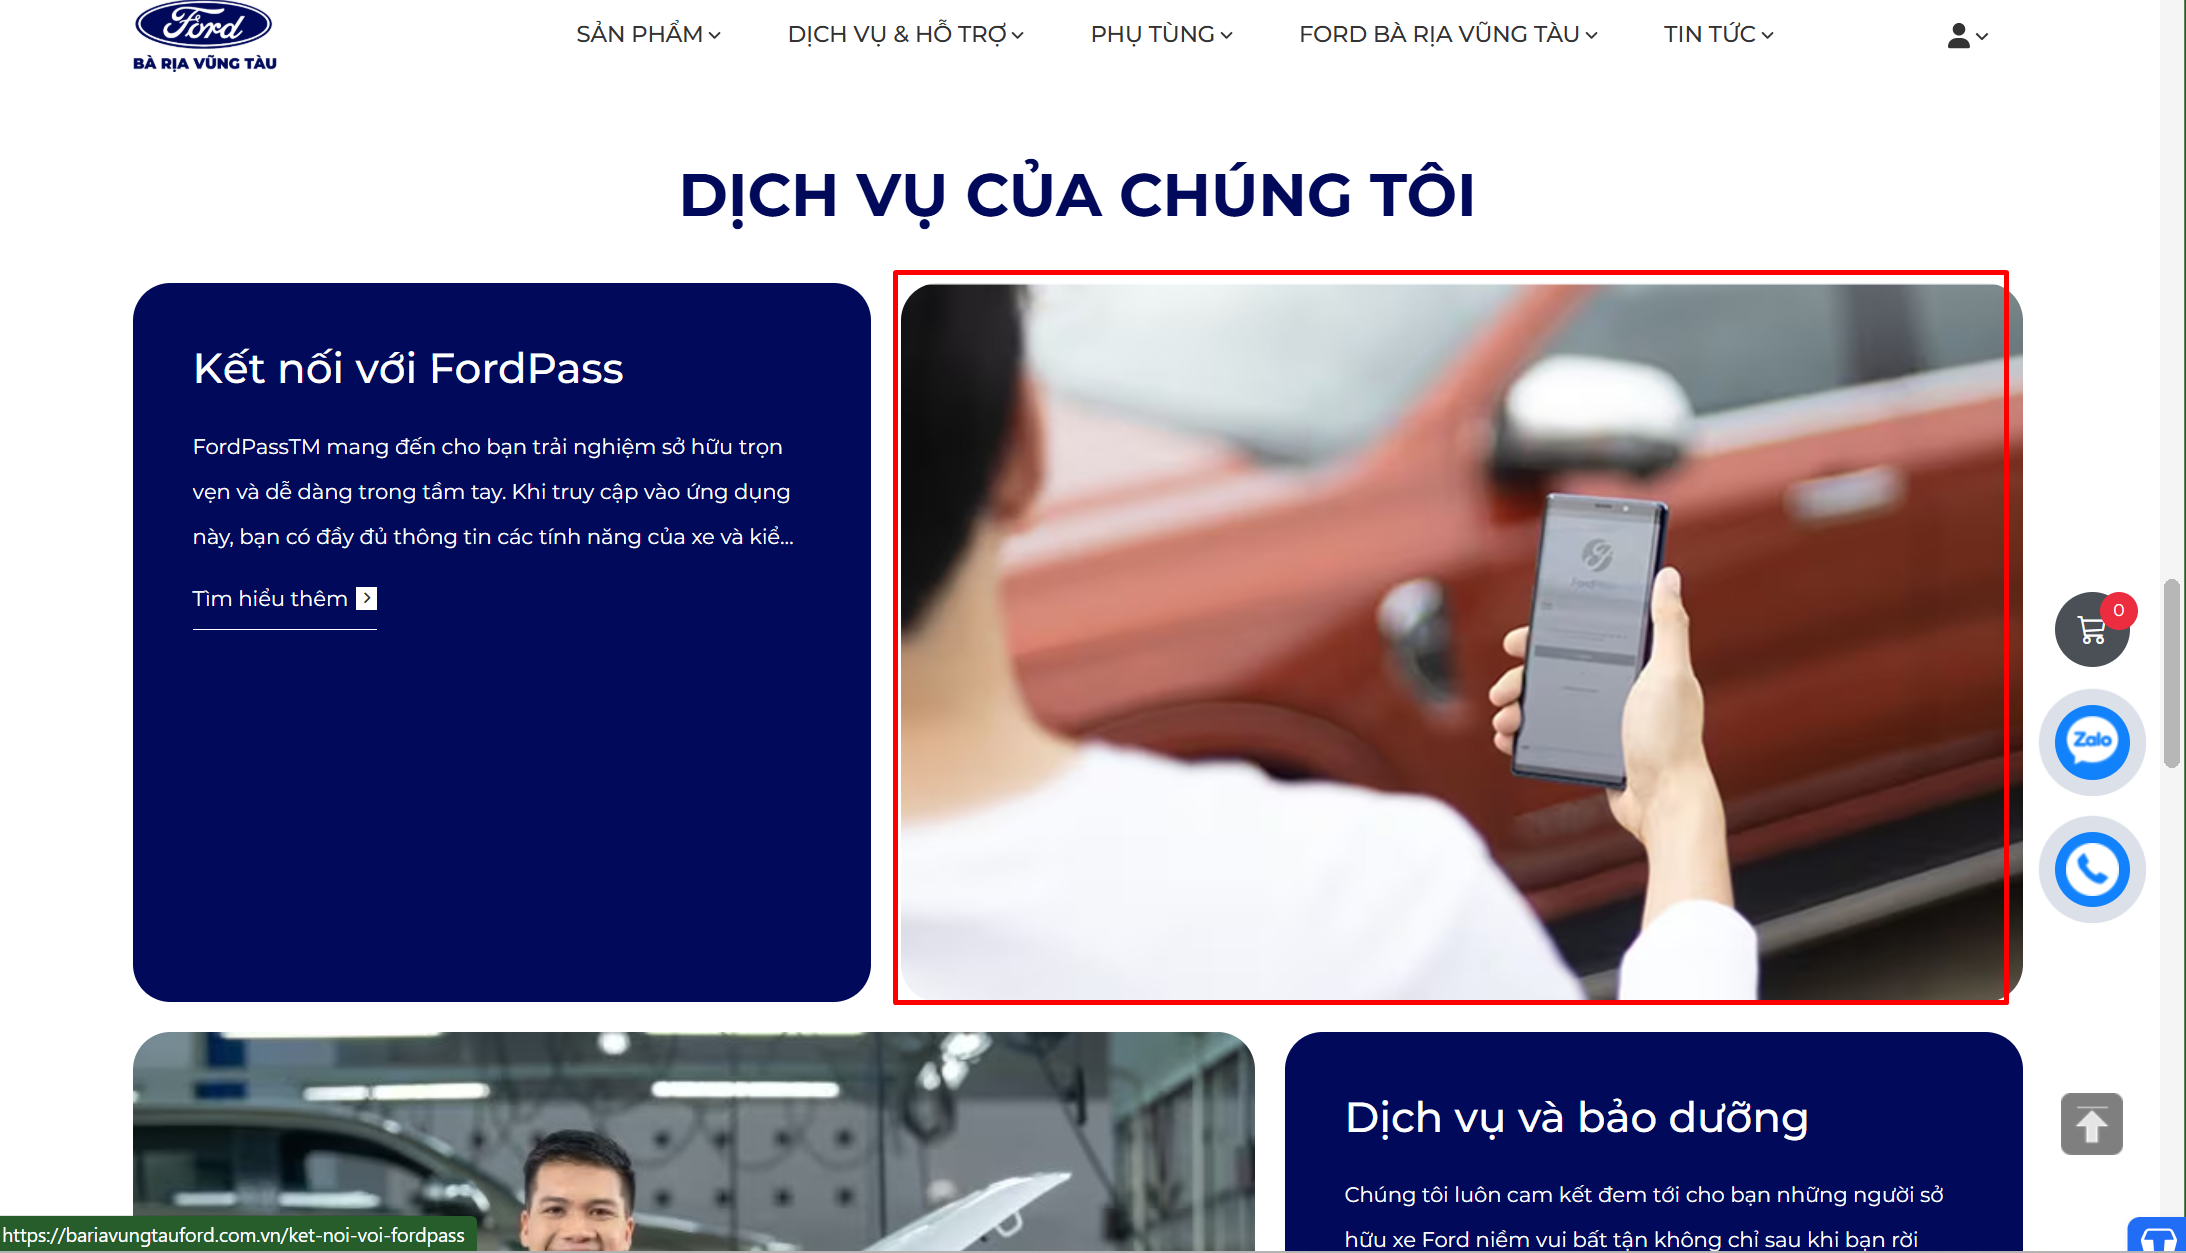 Ford
BÀ RỊA VŨNG TÀU
SẢN PHẨM
DỊCH VỤ & HỖ TRỢ
PHỤ TÙNG
FORD BÀ RỊA VŨNG TÀU
TIN TỨC
DỊCH VỤ CỦA CHÚNG TÔI
Kết nối với FordPass
FordPassTM mang đến cho bạn trải nghiệm sở hữu trọn
vẹn và dễ dàng trong tầm tay. Khi truy cập vào ứng dụng
này, bạn có đầy đủ thông tin các tính năng của xe và kiể...
Tìm hiểu thêm
0
Zalo
Dịch vụ và bảo dưỡng
Chúng tôi luôn cam kết đem tới cho bạn những người sở
hữu xe Ford niềm vui bất tận không chỉ sau khi bạn rời
https://bariavungtauford.com.vn/ket-noi-voi-fordpass